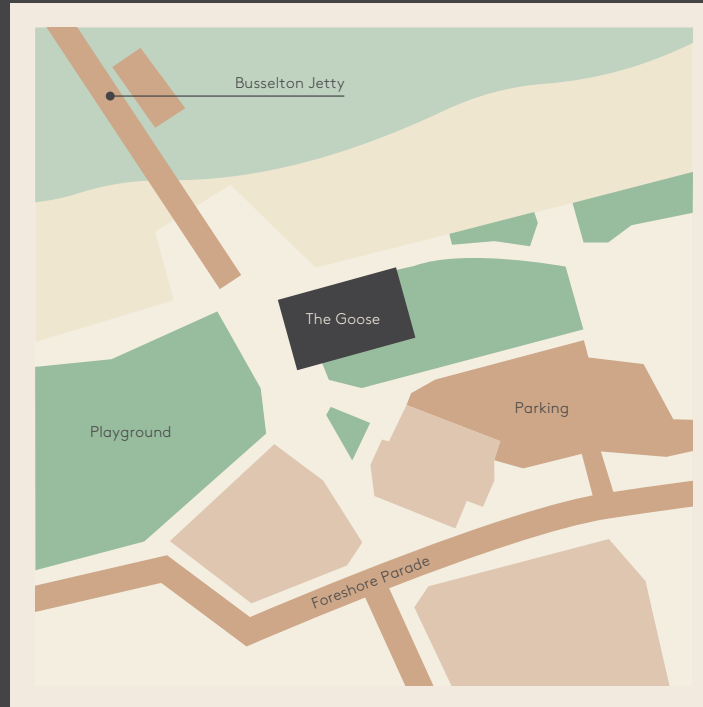 Busselton Jetty
The Goose
Parking
Playground
Foreshore Parade